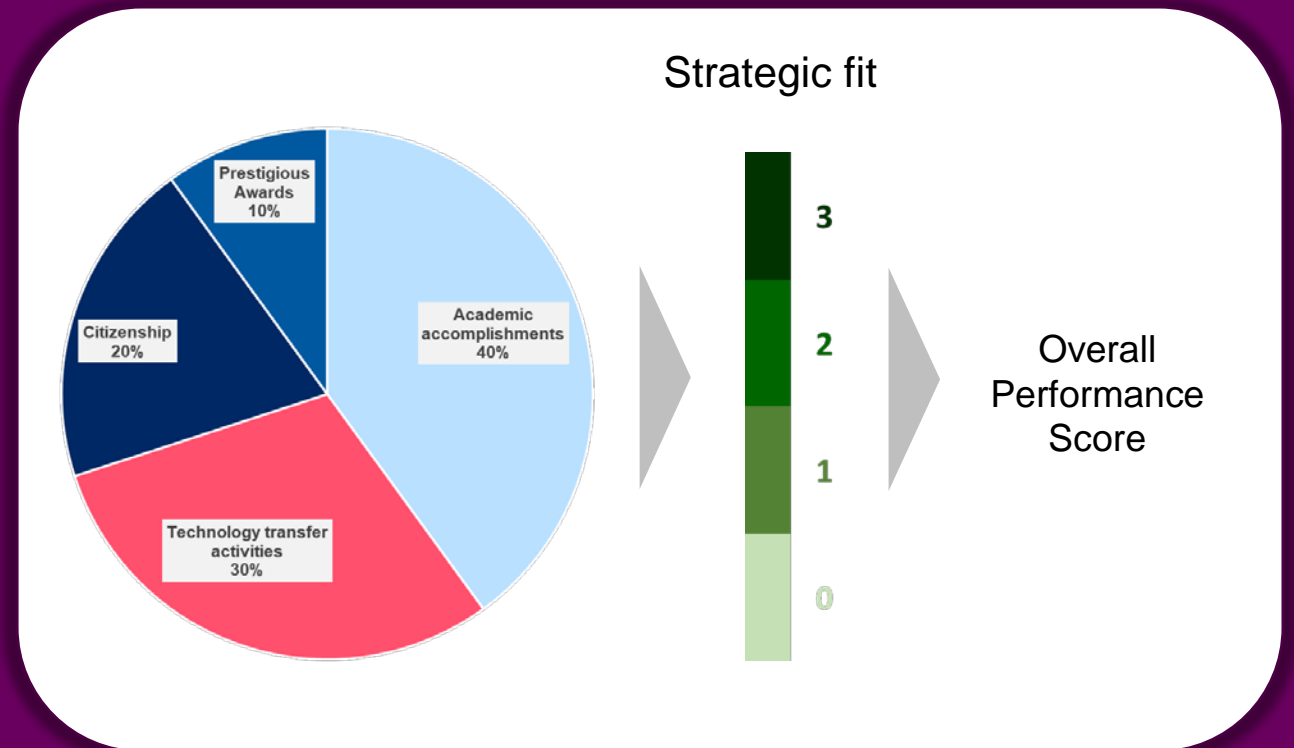 Strategic fit
Prestigious
Awards
10%
Academic
accomplishments
40%
Citizenship
20%
Technology transfer
activities
30%
3
2
1
0
Overall
Performance
Score